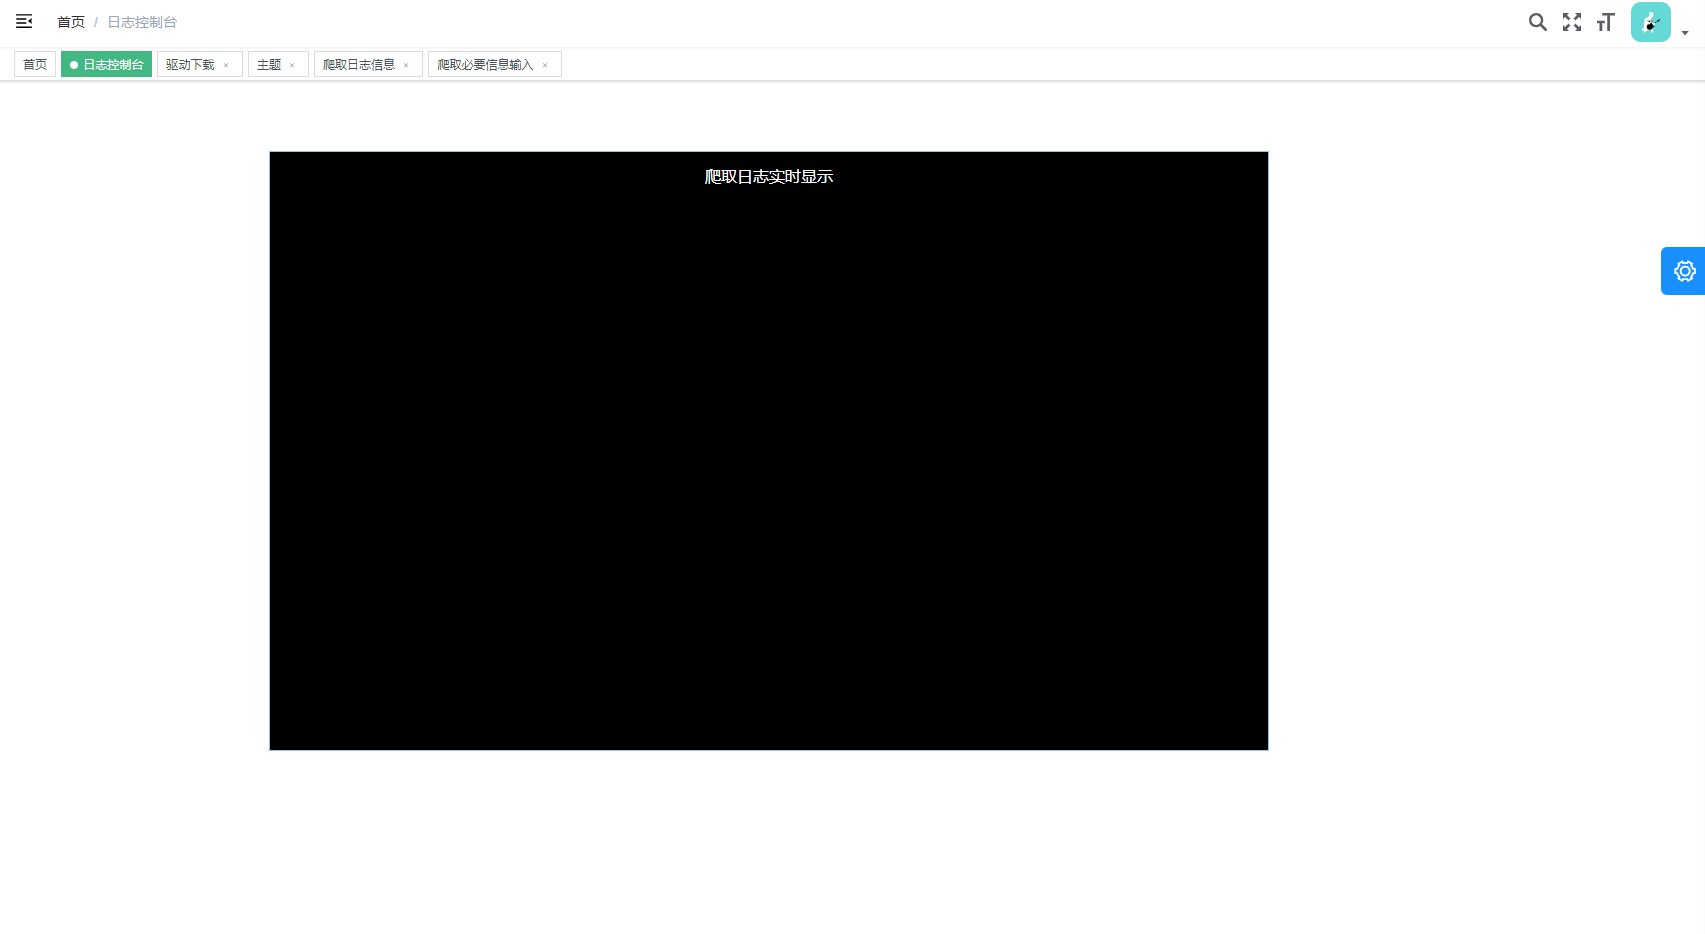 首页 / 日志控制台
首页 日志控制台 驱动下载 × 主题 × 爬取日志信息 × 爬取必要信息输入 ×
爬取日志实时显示